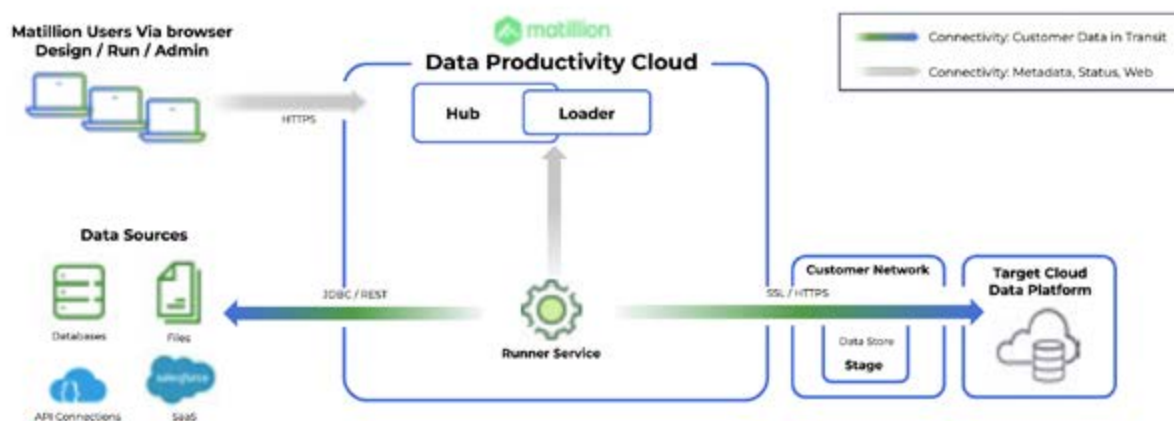 Matillion Users Via browser
Design / Run / Admin
HTTPS
matillion
Data Productivity Cloud
Hub
Loader
Connectivity: Customer Data in Transit
Connectivity: Metadata, Status, Web
Data Sources
Databases
Files
API Connections
salesforce
SaaS
JDBC / REST
Runner Service
SSL / HTTPS
Customer Network
Data Store
Stage
Target Cloud
Data Platform